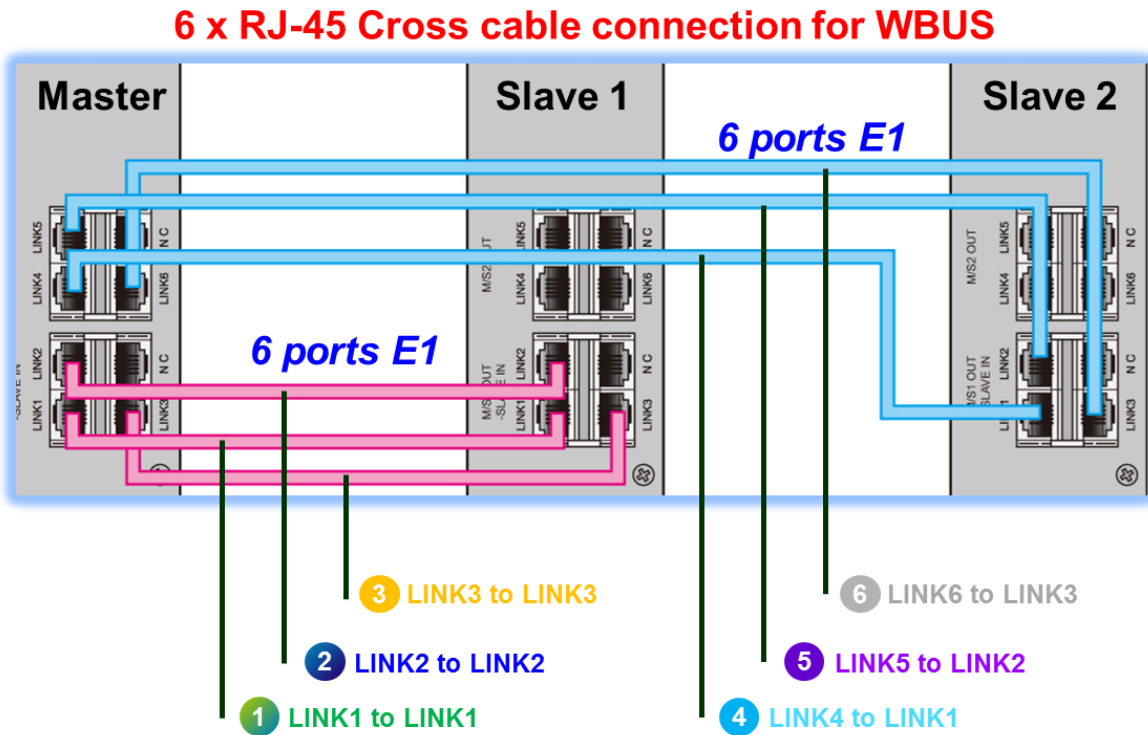 6 x RJ-45 Cross cable connection for WBUS
Master
Slave 1
Slave 2
6 ports E1
LINK5
N C
LINK4
LINK6
LINK2
N C
LINK1
LINK3
-SLAVE IN
M/S2 OUT
LINK5
N C
LINK4
LINK6
LINK2
N C
LINK1
LINK3
-SLAVE IN
M/S2 OUT
LINK5
N C
LINK4
LINK6
M/S1 OUT
SLAVE IN
LINK2
N C
LINK3
6 ports E1
3 LINK3 to LINK3
6 LINK6 to LINK3
2 LINK2 to LINK2
5 LINK5 to LINK2
1 LINK1 to LINK1
4 LINK4 to LINK1